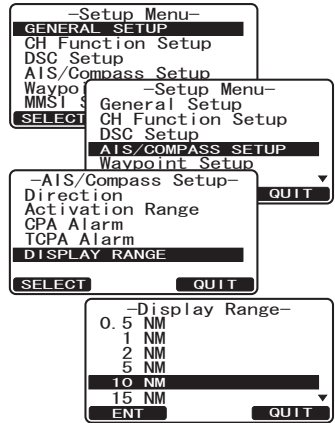 -Setup Menu-
GENERAL SETUP
CH Function Setup
DSC Setup
AIS/Compass Setup
Waypoi
MMSI S
SELECT
-Setup Menu-
General Setup
CH Function Setup
DSC Setup
AIS/COMPASS SETUP
Waypoint Setup
QUIT
-AIS/Compass Setup-
Direction
Activation Range
CPA Alarm
TCPA Alarm
DISPLAY RANGE
SELECT QUIT
-Display Range-
0.5 NM
1 NM
2 NM
5 NM
10 NM
15 NM
ENT QUIT